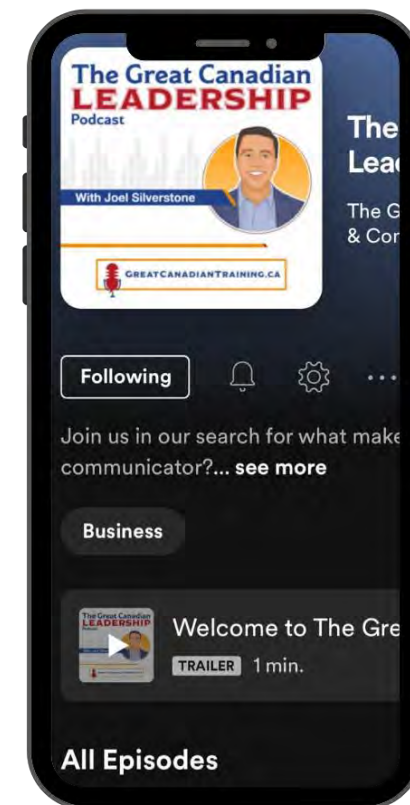 The Great Canadian
LEADERSHIP
Podcast
With Joel Silverstone
GREATCANADIANTRAINING.CA
The
Lea
The G
& Cor
Following
Join us in our search for what make
communicator?... see more
Business
The Great Canadian
LEADERSHIP
Podcast
Welcome to The Gre
TRAILER 1 min.
All Episodes